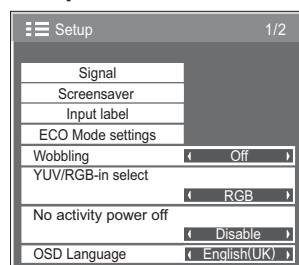 Setup 1/2
Signal
Screensaver
Input label
ECO Mode settings
Wobbling Off
YUV/RGB-in select
RGB
No activity power off
Disable
OSD Language English(UK)